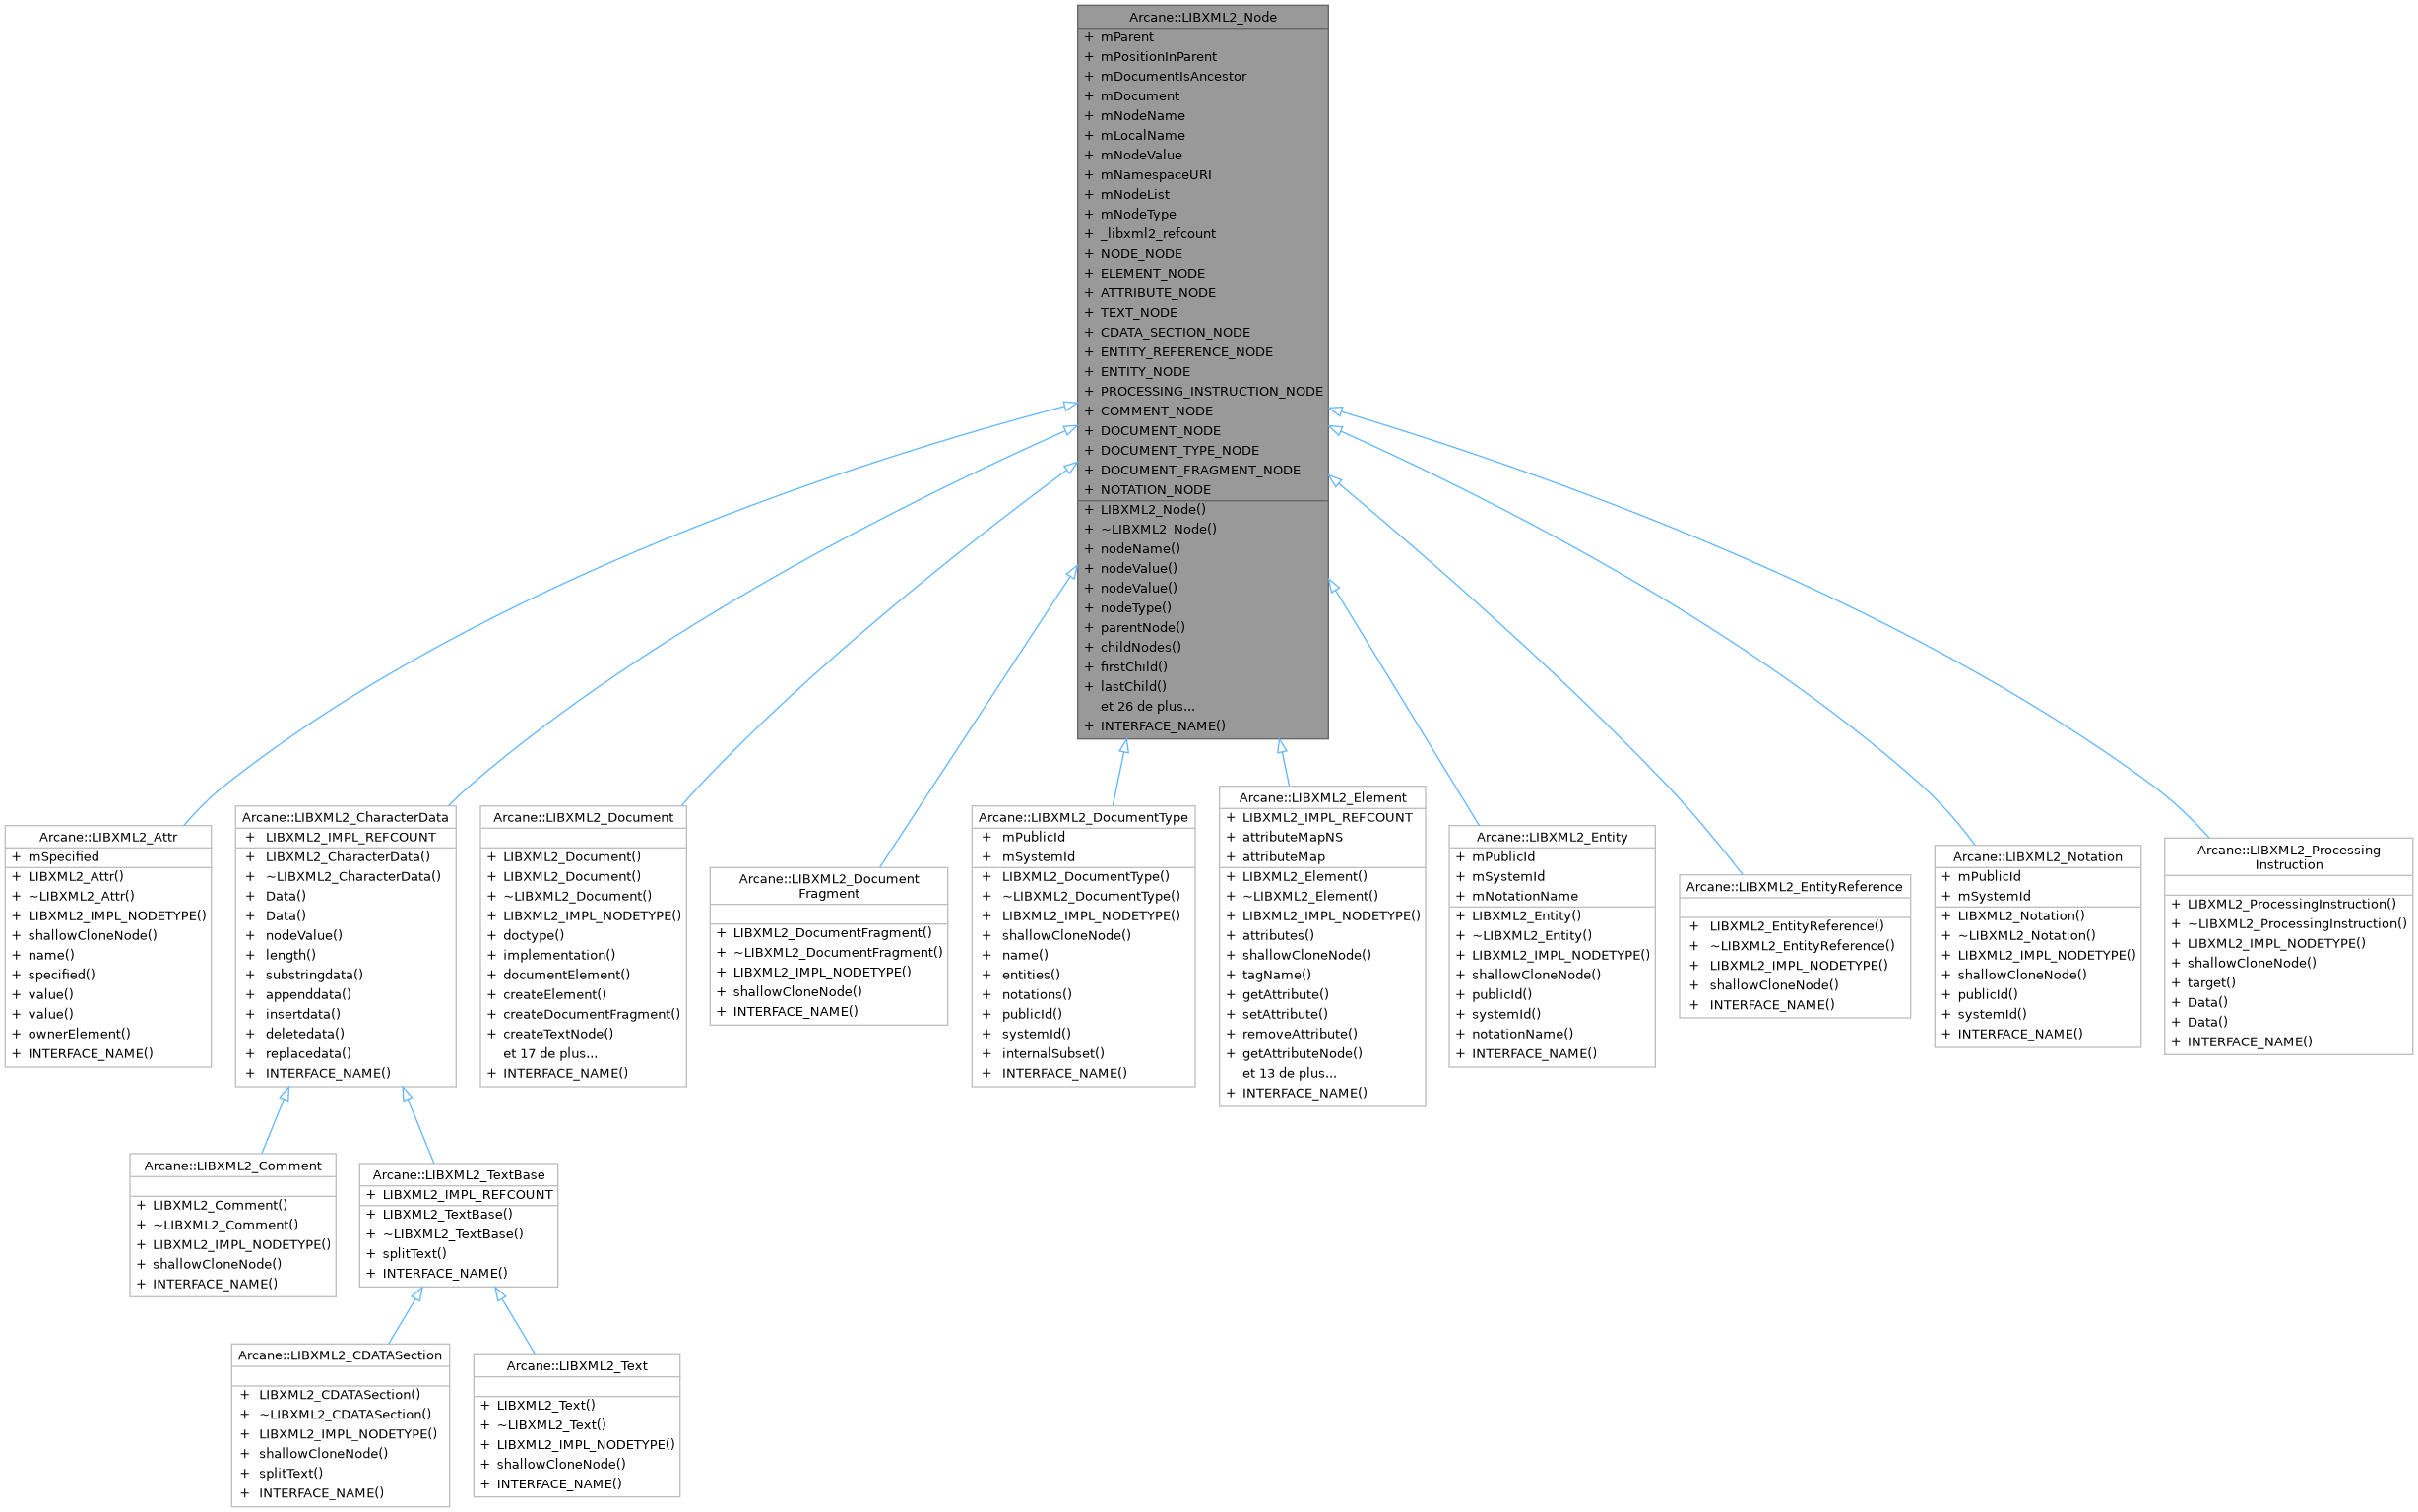 Arcane::LIBXML2_Node
+ mParent
+ mPositionInParent
+ mDocumentIsAncestor
+ mDocument
+ mNodeName
+ mLocalName
+ mNodeValue
+ mNamespaceURI
+ mNodeList
+ mNodeType
+ _libxml2_refcount
+ NODE_NODE
+ ELEMENT_NODE
+ ATTRIBUTE_NODE
+ TEXT_NODE
+ CDATA_SECTION_NODE
+ ENTITY_REFERENCE_NODE
+ ENTITY_NODE
+ PROCESSING_INSTRUCTION_NODE
+ COMMENT_NODE
+ DOCUMENT_NODE
+ DOCUMENT_TYPE_NODE
+ DOCUMENT_FRAGMENT_NODE
+ NOTATION_NODE
+ LIBXML2_Node()
+ ~LIBXML2_Node()
+ nodeName()
+ nodeValue()
+ nodeValue()
+ nodeType()
+ parentNode()
+ childNodes()
+ firstChild()
+ lastChild()
et 26 de plus...
+ INTERFACE_NAME()
Arcane::LIBXML2_Attr
+ mSpecified
+ LIBXML2_Attr()
+ ~LIBXML2_Attr()
+ LIBXML2_IMPL_NODETYPE()
+ shallowCloneNode()
+ name()
+ specified()
+ value()
+ value()
+ ownerElement()
+ INTERFACE_NAME()
Arcane::LIBXML2_CharacterData
+ LIBXML2_IMPL_REFCOUNT
+ LIBXML2_CharacterData()
+ ~LIBXML2_CharacterData()
+ Data()
+ Data()
+ nodeValue()
+ length()
+ substringdata()
+ appenddata()
+ insertdata()
+ deletedata()
+ replacedata()
+ INTERFACE_NAME()
Arcane::LIBXML2_Document
+ LIBXML2_Document()
+ LIBXML2_Document()
+ ~LIBXML2_Document()
+ LIBXML2_IMPL_NODETYPE()
+ doctype()
+ implementation()
+ documentElement()
+ createElement()
+ createDocumentFragment()
+ createTextNode()
et 17 de plus...
+ INTERFACE_NAME()
Arcane::LIBXML2_Document
Fragment
+ LIBXML2_DocumentFragment()
+ ~LIBXML2_DocumentFragment()
+ LIBXML2_IMPL_NODETYPE()
+ shallowCloneNode()
+ INTERFACE_NAME()
Arcane::LIBXML2_DocumentType
+ mPublicId
+ mSystemId
+ LIBXML2_DocumentType()
+ ~LIBXML2_DocumentType()
+ LIBXML2_IMPL_NODETYPE()
+ shallowCloneNode()
+ name()
+ entities()
+ notations()
+ publicId()
+ systemId()
+ internalSubset()
+ INTERFACE_NAME()
Arcane::LIBXML2_Element
+ LIBXML2_IMPL_REFCOUNT
+ attributeMapNS
+ attributeMap
+ LIBXML2_Element()
+ ~LIBXML2_Element()
+ LIBXML2_IMPL_NODETYPE()
+ attributes()
+ shallowCloneNode()
+ tagName()
+ getAttribute()
+ setAttribute()
+ removeAttribute()
+ getAttributeNode()
et 13 de plus...
+ INTERFACE_NAME()
Arcane::LIBXML2_Entity
+ mPublicId
+ mSystemId
+ mNotationName
+ LIBXML2_Entity()
+ ~LIBXML2_Entity()
+ LIBXML2_IMPL_NODETYPE()
+ shallowCloneNode()
+ publicId()
+ systemId()
+ notationName()
+ INTERFACE_NAME()
Arcane::LIBXML2_EntityReference
+ LIBXML2_EntityReference()
+ ~LIBXML2_EntityReference()
+ LIBXML2_IMPL_NODETYPE()
+ shallowCloneNode()
+ INTERFACE_NAME()
Arcane::LIBXML2_Notation
+ mPublicId
+ mSystemId
+ LIBXML2_Notation()
+ ~LIBXML2_Notation()
+ LIBXML2_IMPL_NODETYPE()
+ shallowCloneNode()
+ publicId()
+ systemId()
+ INTERFACE_NAME()
Arcane::LIBXML2_Processing
Instruction
+ LIBXML2_ProcessingInstruction()
+ ~LIBXML2_ProcessingInstruction()
+ LIBXML2_IMPL_NODETYPE()
+ shallowCloneNode()
+ target()
+ Data()
+ Data()
+ INTERFACE_NAME()
Arcane::LIBXML2_Comment
+ LIBXML2_Comment()
+ ~LIBXML2_Comment()
+ LIBXML2_IMPL_NODETYPE()
+ shallowCloneNode()
+ INTERFACE_NAME()
Arcane::LIBXML2_TextBase
+ LIBXML2_IMPL_REFCOUNT
+ LIBXML2_TextBase()
+ ~LIBXML2_TextBase()
+ splitText()
+ INTERFACE_NAME()
Arcane::LIBXML2_CDATASection
+ LIBXML2_CDATASection()
+ ~LIBXML2_CDATASection()
+ LIBXML2_IMPL_NODETYPE()
+ shallowCloneNode()
+ splitText()
+ INTERFACE_NAME()
Arcane::LIBXML2_Text
+ LIBXML2_Text()
+ ~LIBXML2_Text()
+ LIBXML2_IMPL_NODETYPE()
+ shallowCloneNode()
+ INTERFACE_NAME()